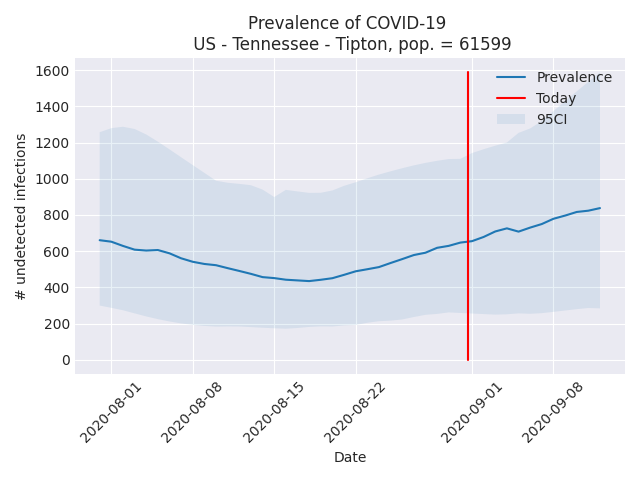 Prevalence of COVID-19
US - Tennessee - Tipton, pop. = 61599
1600
1400
1200
1000
800
600
400
200
0
# undetected infections
Prevalence
Today
95CI
2020-08-01
2020-08-08
2020-08-15
2020-08-22
2020-09-01
2020-09-08
Date